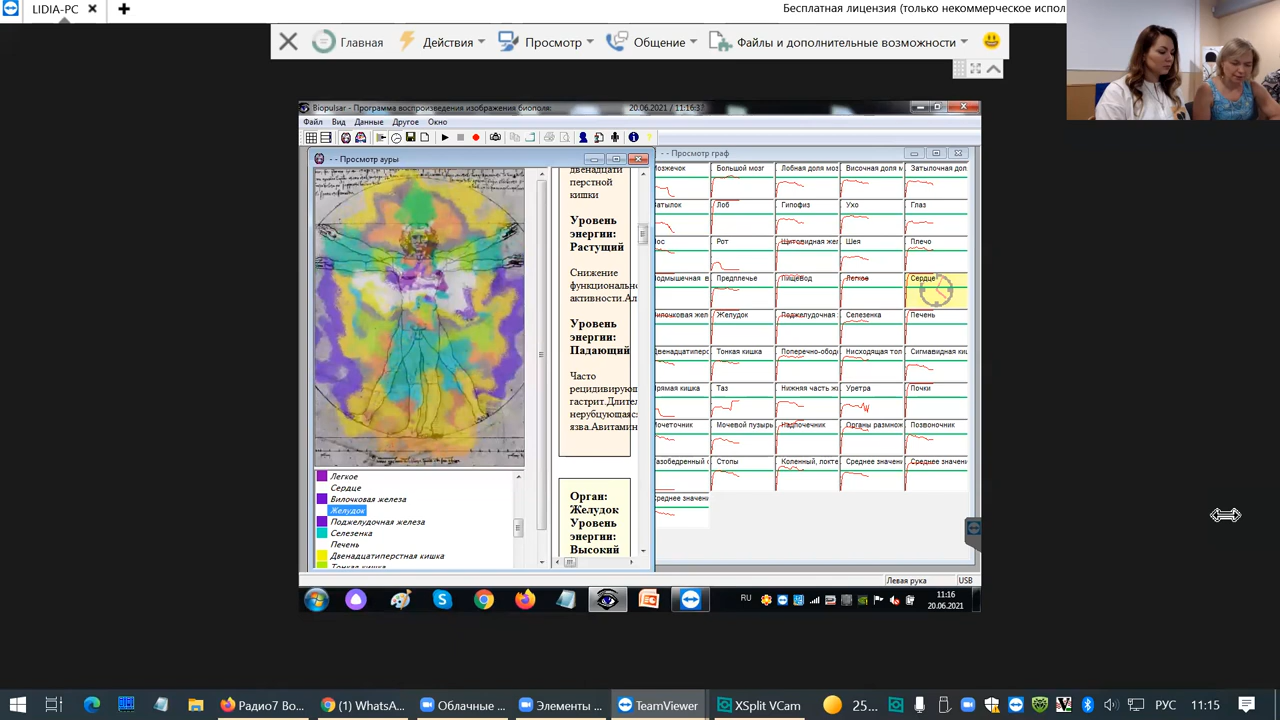 LIDIA-PC
Бесплатная лицензия (только некоммерческое испол
Главная
Действия
Просмотр
Общение
Файлы и дополнительные возможности
Biopulsar - Программа воспроизведения изображения биополя:
20.06.2021 / 11:16:3
Файл Вид Данные Другое Окно
- - Просмотр ауры
двенадцати
перстной
кишки
Уровень
энергии:
Растущий
Снижение
функционально
активности.Ал
Уровень
энергии:
Падающий
Часто
рецидивирующ
гастрит.Длител
нерубцующаяся
язва.Авитамин
Орган:
Желудок
Уровень
энергии:
Высокий
Легкое
Сердце
Вилочковая железа
Желудок
Поджелудочная железа
Селезенка
Печень
Двенадцатиперстная кишка
Тонкая кишка
- - Просмотр граф
Мозжечок Большой мозг Лобная доля моз Височная доля м Затылочная дол
Затылок Лоб Гипофиз Ухо Глаз
Нос Рот Щитовидная жел Шея Плечо
Подмышечная в Предплечье Пищевод Легкое Сердце
Вилочковая жел Желудок Поджелудочная Селезенка Печень
Двенадцатиперс Тонкая кишка Поперечно-ободо Нисходящая тол Сигмавидная киш
Прямая кишка Таз Нижняя часть ж Уретра Почки
Мочеточник Мочевой пузырь Надпочечник Органы размнож Позвоночник
Тазобедренный с Стопы Коленный, локте Среднее значени Среднее значени
Среднее значени
Левая рука
USB
RU
11:16
20.06.2021
Радио7 Во...
(1) WhatsA...
Облачные ...
Элементы ...
TeamViewer
XSplit VCam
25...
РУС
11:15